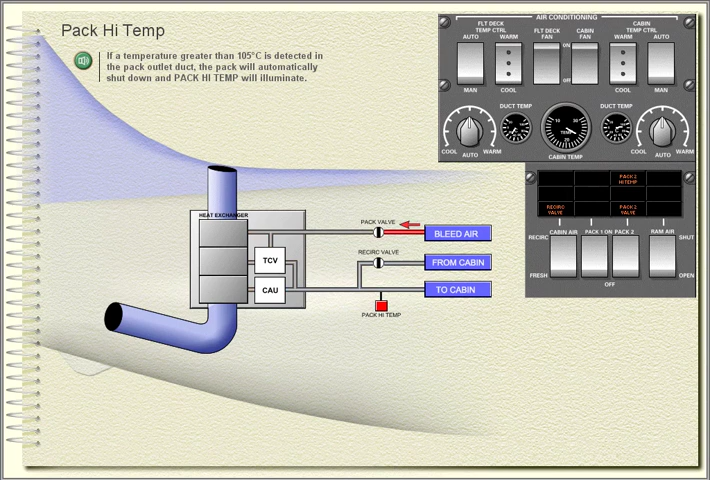 Pack Hi Temp
If a temperature greater than 105°C is detected in
the pack outlet duct, the pack will automatically
shut down and PACK HI TEMP will illuminate.
AIR CONDITIONING
FLT DECK
TEMP CTRL
AUTO
WARM
MAN
COOL
FLT DECK
FAN
CABIN
FAN
ON
OFF
CABIN
TEMP CTRL
WARM
AUTO
COOL
MAN
DUCT TEMP
DUCT TEMP
COOL
WARM
AUTO
10
30
TEMP
20
CABIN TEMP
COOL
WARM
AUTO
PACK 2
HI TEMP
RECIRC
VALVE
PACK 2
VALVE
RECIRC
CABIN AIR
PACK 1 ON
PACK 2
RAM AIR
SHUT
FRESH
OFF
OPEN
HEAT EXCHANGER
TCV
CAU
PACK VALVE
BLEED AIR
RECIRC VALVE
FROM CABIN
TO CABIN
PACK HI TEMP